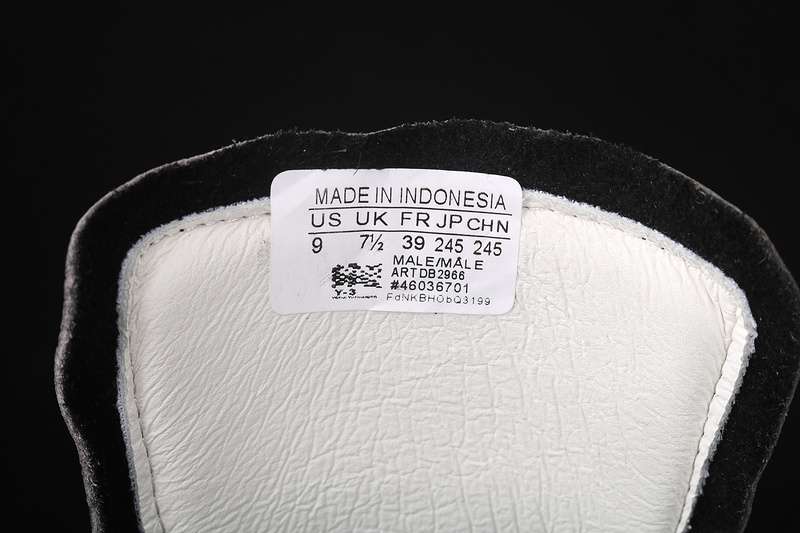 MADE IN INDONESIA
US UK FR JP CHN
9 7½ 39 245 245
MALE/MÂLE
ART DB2966
#46036701
Y-3
FdNKBHObQ3199